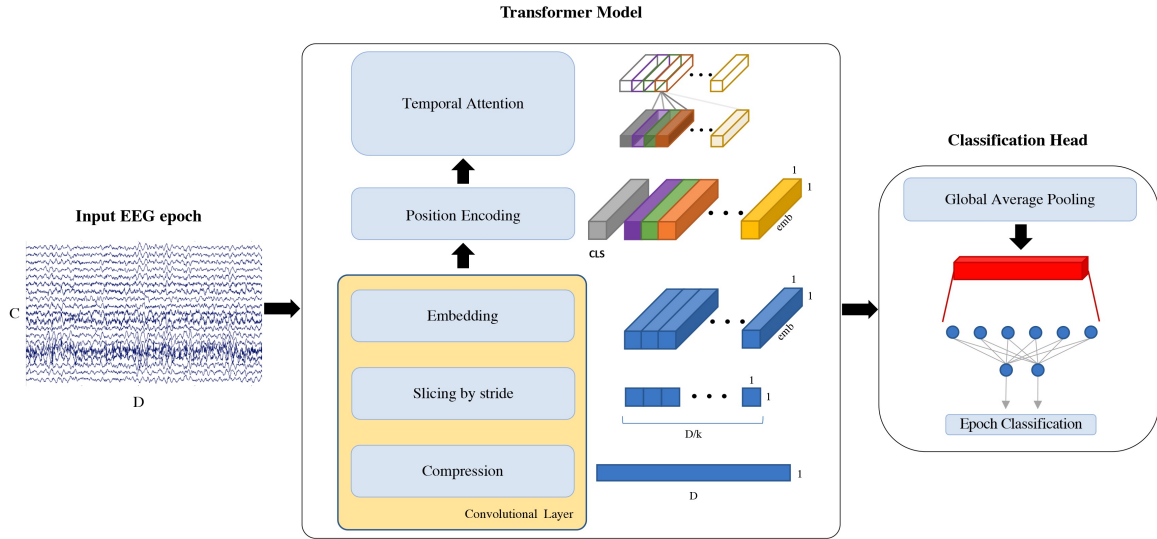 Transformer Model
Input EEG epoch
C
D
Temporal Attention
Position Encoding
Embedding
Slicing by stride
Compression
Convolutional Layer
1
1
emb
CLS
1
1
emb
1
1
D/k
1
D
Classification Head
Global Average Pooling
Epoch Classification